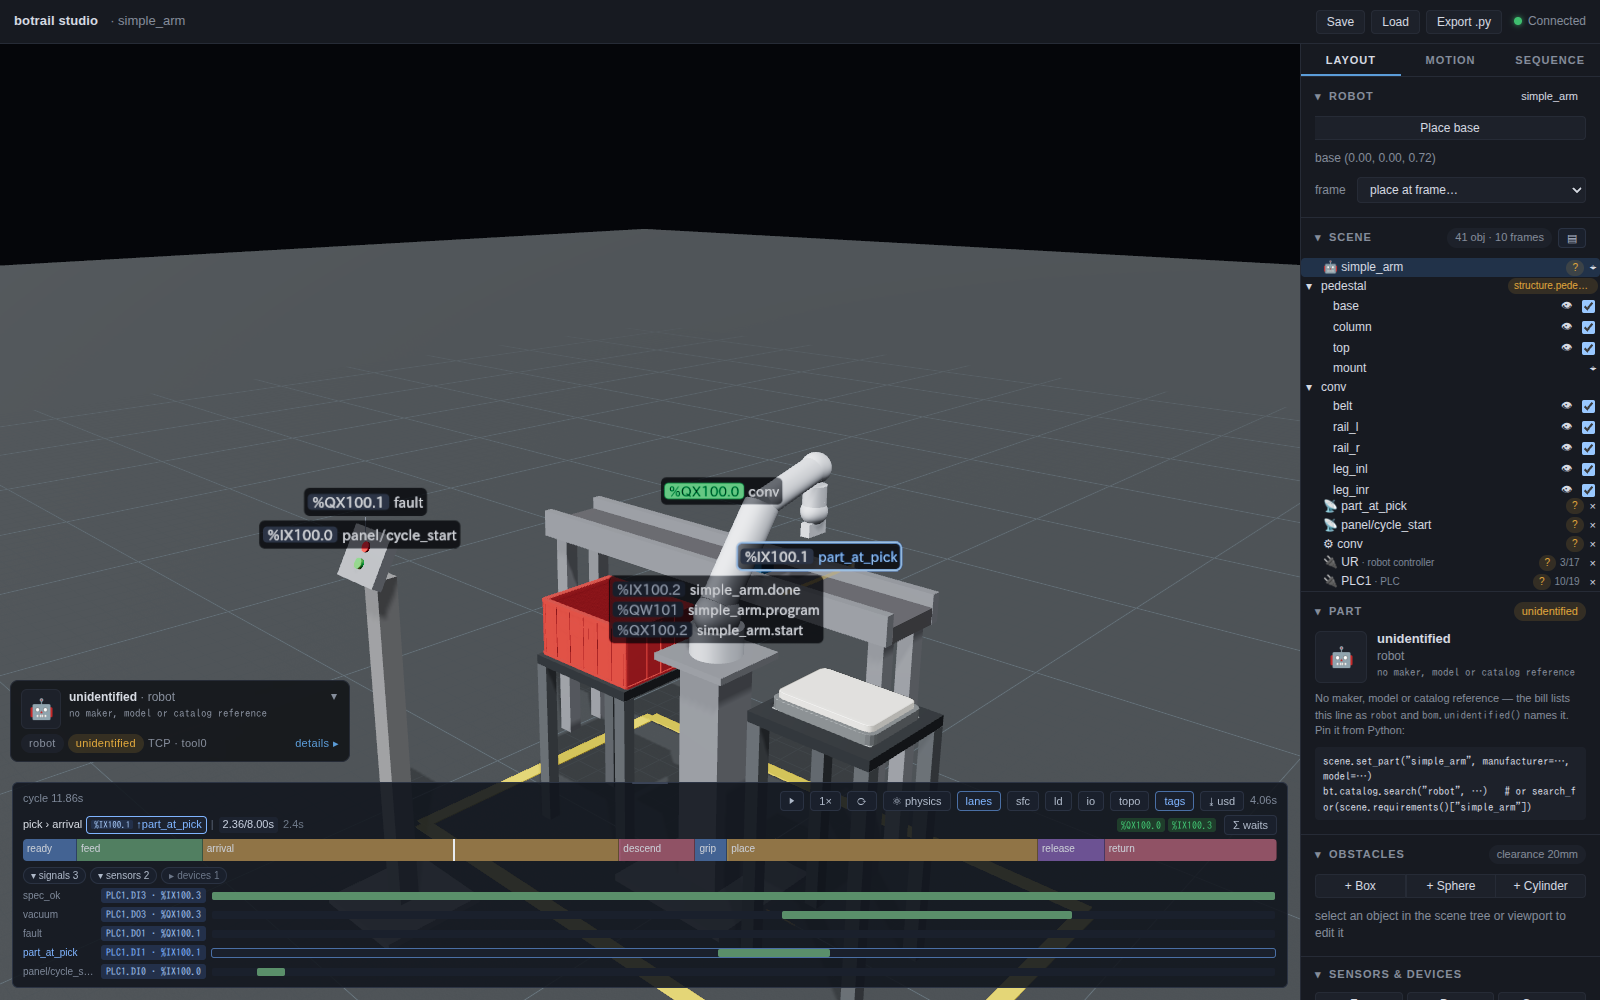 botrail studio · simple_arm
Save Load Export .py Connected
LAYOUT MOTION SEQUENCE
ROBOT simple_arm
Place base
base (0.00, 0.00, 0.72)
frame place at frame…
SCENE 41 obj · 10 frames
simple_arm ?
pedestal structure.pede…
base
column
top
mount
conv
belt
rail_l
rail_r
leg_inl
leg_inr
part_at_pick ? ×
panel/cycle_start ? ×
conv ? ×
UR · robot controller ? 3/17 ×
PLC1 · PLC ? 10/19 ×
PART unidentified
unidentified
robot
no maker, model or catalog reference
No maker, model or catalog reference — the bill lists
this line as robot and bom.unidentified() names it.
Pin it from Python:
scene.set_part("simple_arm", manufacturer=…,
model=…)
bt.catalog.search("robot", …) # or search_f
or(scene.requirements()["simple_arm"])
OBSTACLES clearance 20mm
+ Box + Sphere + Cylinder
select an object in the scene tree or viewport to
edit it
SENSORS & DEVICES
%QX100.1 fault
%IX100.0 panel/cycle_start
%QX100.0 conv
%IX100.1 part_at_pick
%IX100.2 simple_arm.done
%QW101 simple_arm.program
%QX100.2 simple_arm.start
unidentified · robot
no maker, model or catalog reference
robot unidentified TCP · tool0 details ▸
cycle 11.86s 1× physics lanes sfc ld io topo tags usd 4.06s
pick › arrival %IX100.1 ↑part_at_pick | 2.36/8.00s 2.4s %QX100.0 %IX100.3 Σ waits
ready feed arrival descend grip place release return
▾ signals 3 ▾ sensors 2 ▸ devices 1
spec_ok PLC1.DI3 · %IX100.3
vacuum PLC1.DO3 · %QX100.3
fault PLC1.DO1 · %QX100.1
part_at_pick PLC1.DI1 · %IX100.1
panel/cycle_s… PLC1.DI0 · %IX100.0